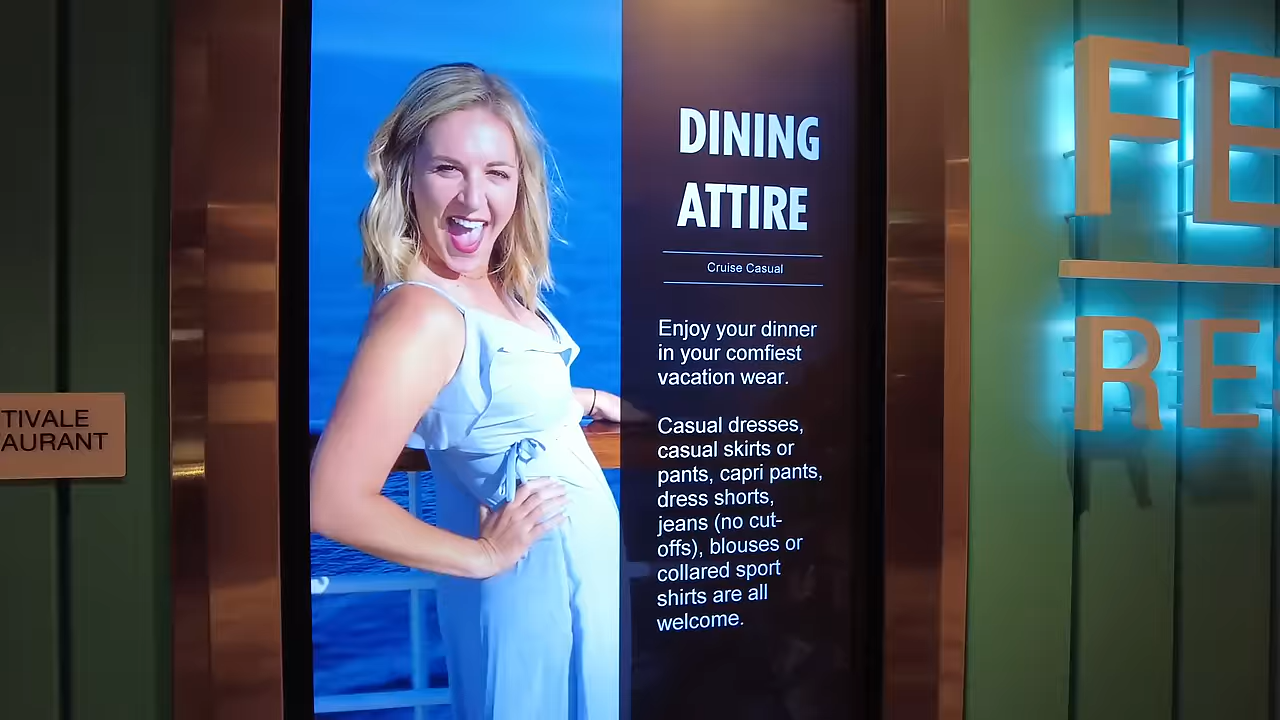 TIVALE
AURANT
DINING
ATTIRE
Cruise Casual
Enjoy your dinner
in your comfiest
vacation wear.
Casual dresses,
casual skirts or
pants, capri pants,
dress shorts,
jeans (no cut-
offs), blouses or
collared sport
shirts are all
welcome.
FE
RE